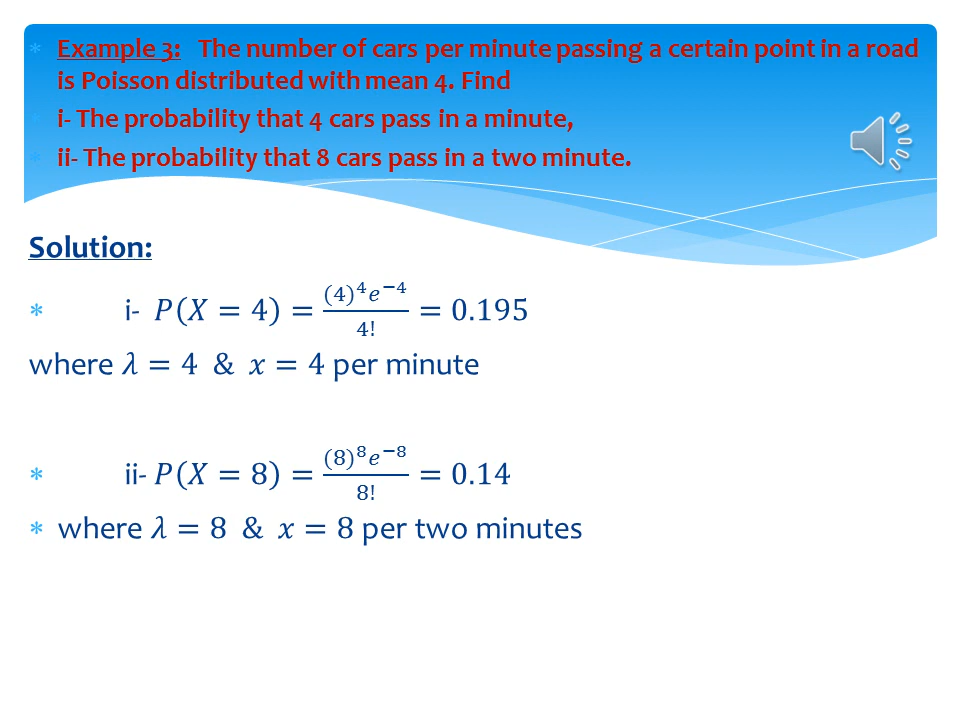 * Example 3: The number of cars per minute passing a certain point in a road
is Poisson distributed with mean 4. Find
* i- The probability that 4 cars pass in a minute,
* ii- The probability that 8 cars pass in a two minute.
Solution:
* i- 𝑃(𝑋 = 4) = (4)⁴𝑒⁻⁴/4! = 0.195
where 𝜆 = 4 & 𝑥 = 4 per minute
* ii- 𝑃(𝑋 = 8) = (8)⁸𝑒⁻⁸/8! = 0.14
* where 𝜆 = 8 & 𝑥 = 8 per two minutes